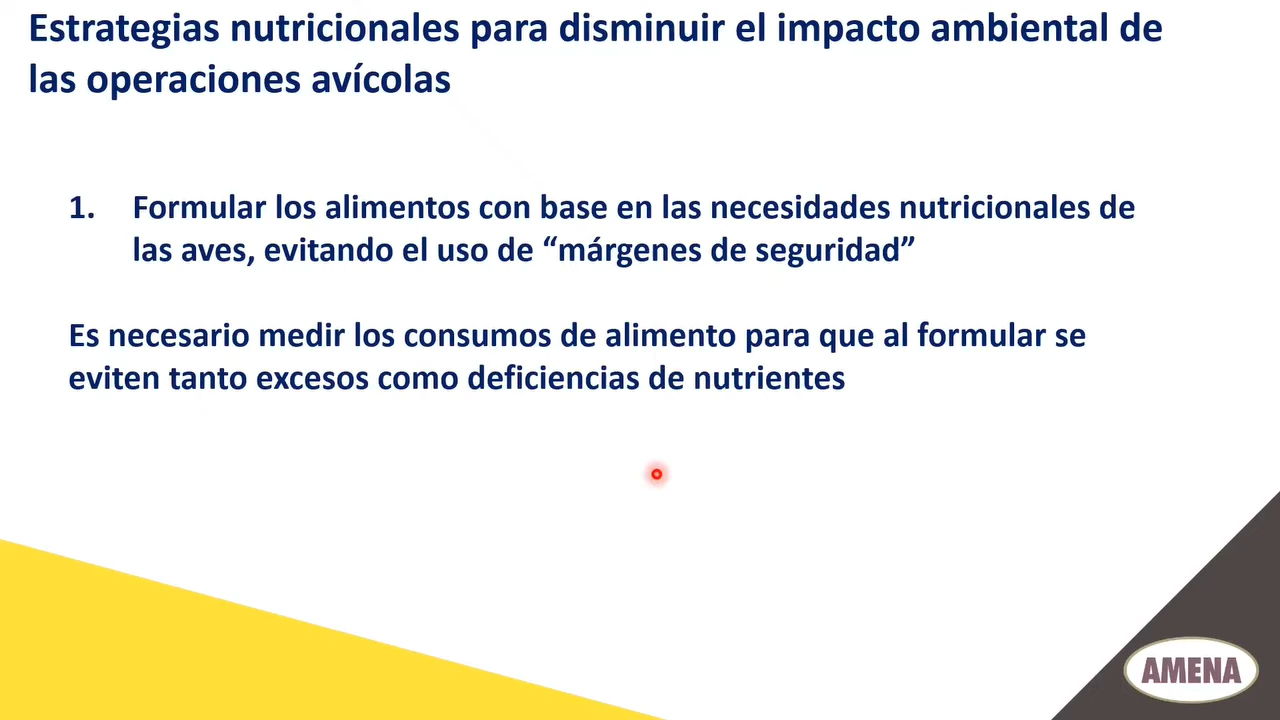 Estrategias nutricionales para disminuir el impacto ambiental de
las operaciones avícolas
1. Formular los alimentos con base en las necesidades nutricionales de
las aves, evitando el uso de “márgenes de seguridad”
Es necesario medir los consumos de alimento para que al formular se
eviten tanto excesos como deficiencias de nutrientes
AMENA